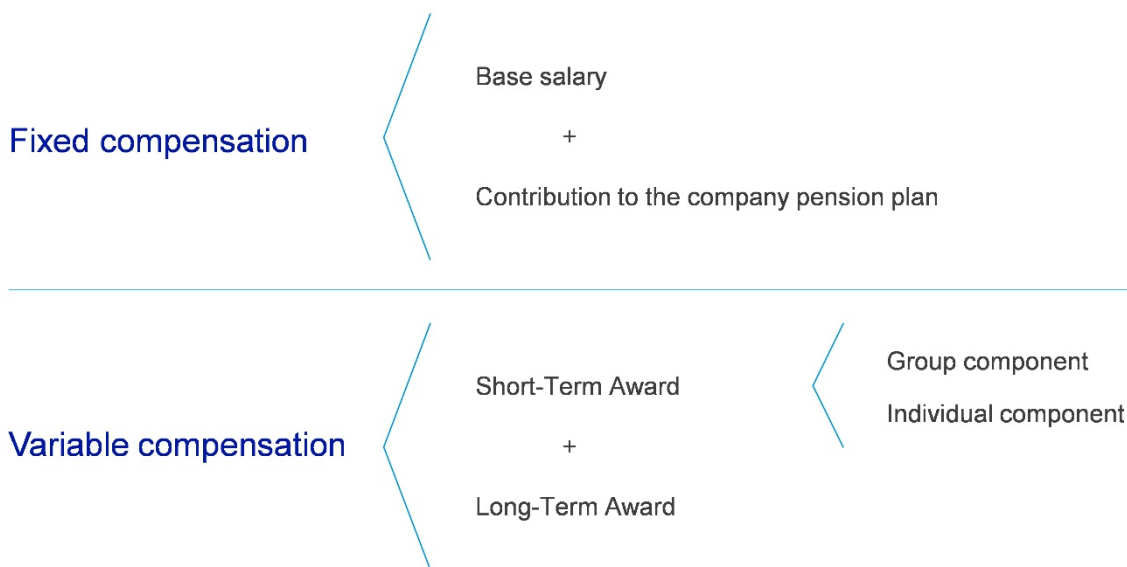 Base salary
+
Fixed compensation
Contribution to the company pension plan
Group component
Short-Term Award
Individual component
Variable compensation
+
Long-Term Award